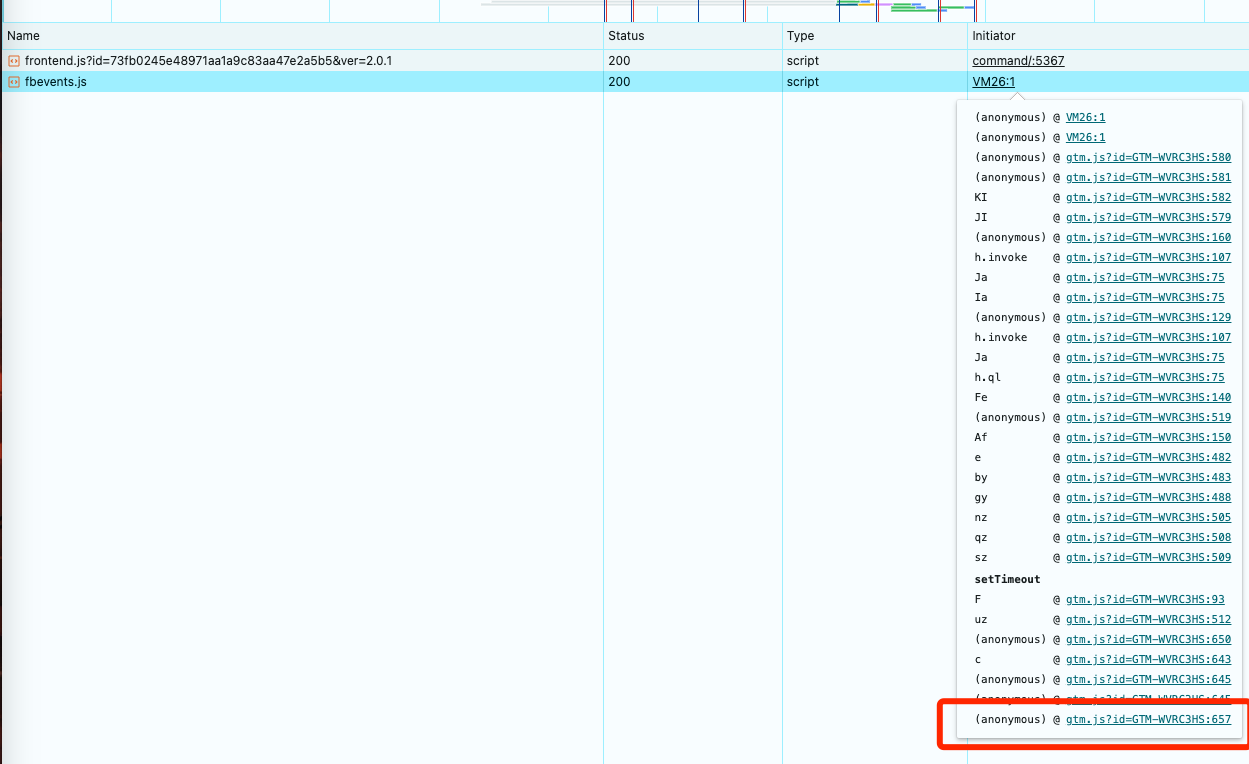 Name Status Type Initiator
frontend.js?id=73fb0245e48971aa1a9c83aa47e2a5b5&ver=2.0.1 200 script command/:5367
fbevents.js 200 script VM26:1
(anonymous) @ VM26:1
(anonymous) @ VM26:1
(anonymous) @ gtm.js?id=GTM-WVRC3HS:580
(anonymous) @ gtm.js?id=GTM-WVRC3HS:581
KI @ gtm.js?id=GTM-WVRC3HS:582
JI @ gtm.js?id=GTM-WVRC3HS:579
(anonymous) @ gtm.js?id=GTM-WVRC3HS:160
h.invoke @ gtm.js?id=GTM-WVRC3HS:107
Ja @ gtm.js?id=GTM-WVRC3HS:75
Ia @ gtm.js?id=GTM-WVRC3HS:75
(anonymous) @ gtm.js?id=GTM-WVRC3HS:129
h.invoke @ gtm.js?id=GTM-WVRC3HS:107
Ja @ gtm.js?id=GTM-WVRC3HS:75
h.ql @ gtm.js?id=GTM-WVRC3HS:75
Fe @ gtm.js?id=GTM-WVRC3HS:140
(anonymous) @ gtm.js?id=GTM-WVRC3HS:519
Af @ gtm.js?id=GTM-WVRC3HS:150
e @ gtm.js?id=GTM-WVRC3HS:482
by @ gtm.js?id=GTM-WVRC3HS:483
gy @ gtm.js?id=GTM-WVRC3HS:488
nz @ gtm.js?id=GTM-WVRC3HS:505
qz @ gtm.js?id=GTM-WVRC3HS:508
sz @ gtm.js?id=GTM-WVRC3HS:509
setTimeout
F @ gtm.js?id=GTM-WVRC3HS:93
uz @ gtm.js?id=GTM-WVRC3HS:512
(anonymous) @ gtm.js?id=GTM-WVRC3HS:650
c @ gtm.js?id=GTM-WVRC3HS:643
(anonymous) @ gtm.js?id=GTM-WVRC3HS:645
(anonymous) @ gtm.js?id=GTM-WVRC3HS:645
(anonymous) @ gtm.js?id=GTM-WVRC3HS:657